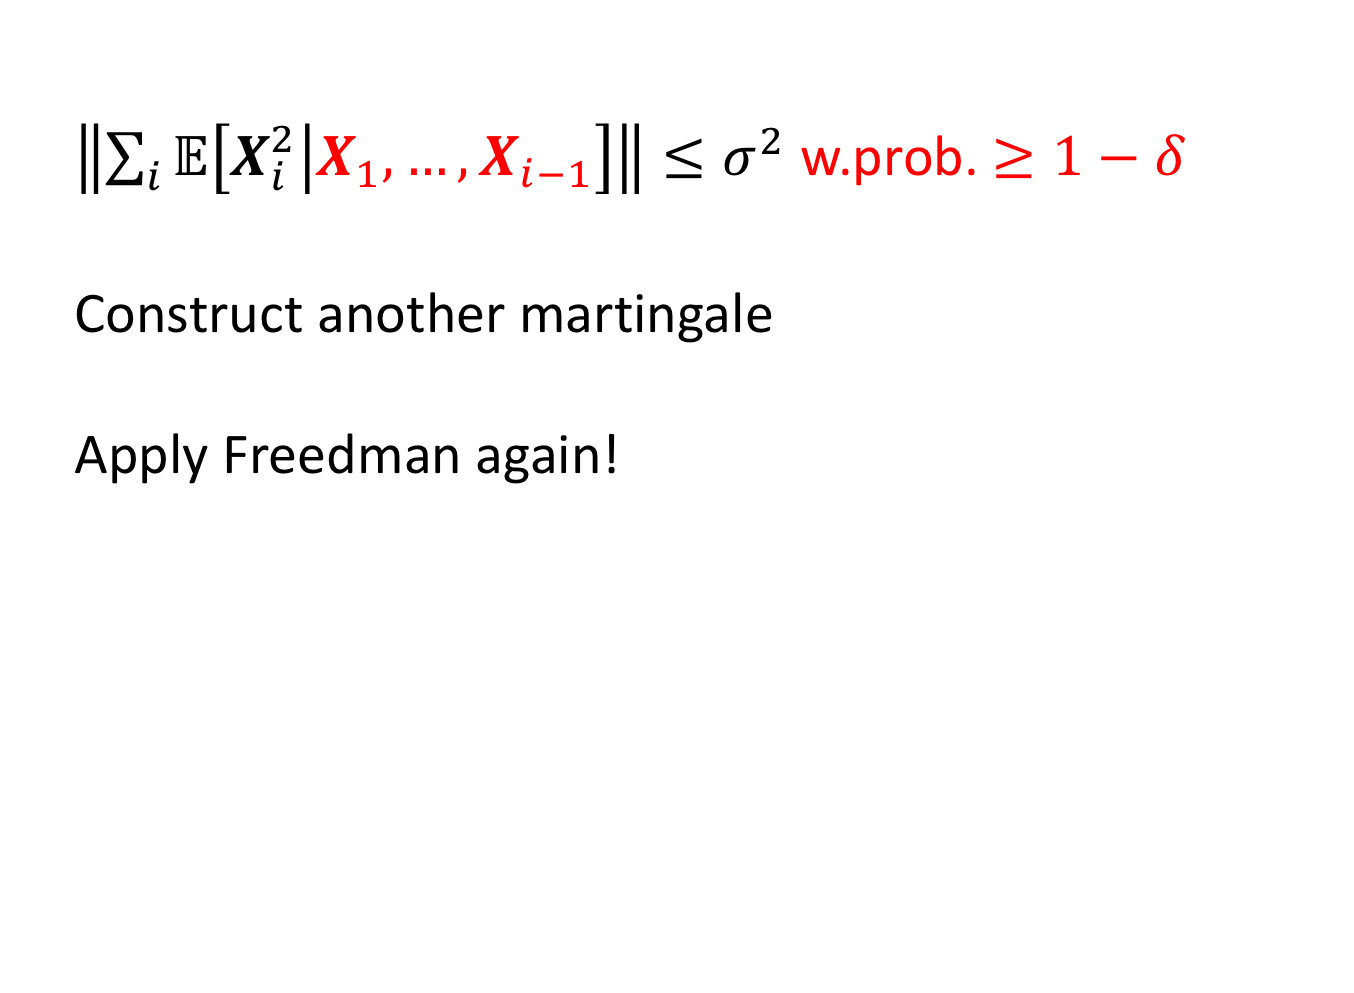 ‖∑ᵢ 𝔼[𝑿ᵢ²|𝑿₁, … , 𝑿ᵢ₋₁]‖ ≤ 𝜎² w.prob. ≥ 1 − 𝛿
Construct another martingale
Apply Freedman again!